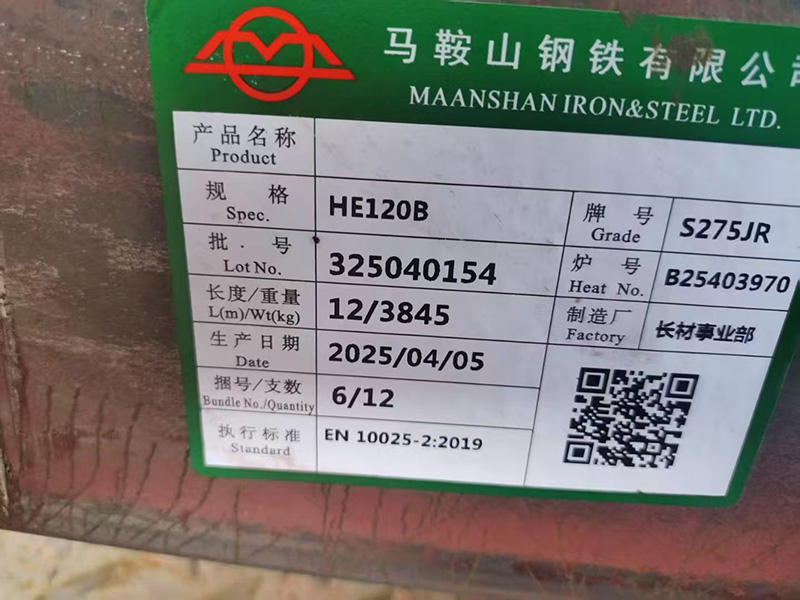 马鞍山钢铁有限公司
MAANSHAN IRON&STEEL LTD.
产品名称
Product
规 格
Spec.
HE120B
牌 号
Grade
S275JR
批 号
Lot No.
325040154
炉 号
Heat No.
B25403970
长度/重量
L(m)/Wt(kg)
12/3845
制造厂
Factory
长材事业部
生产日期
Date
2025/04/05
捆号/支数
Bundle No./Quantity
6/12
执行标准
Standard
EN 10025-2:2019